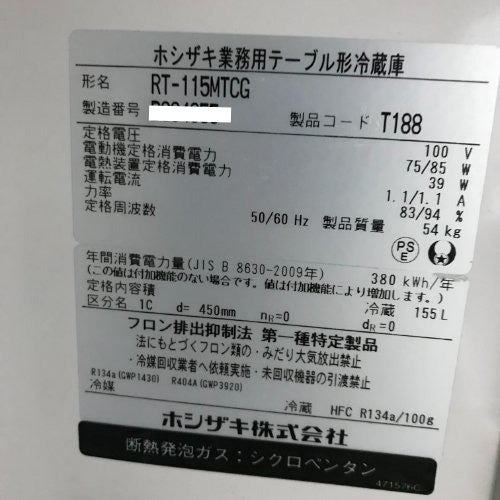 ホシザキ業務用テーブル形冷蔵庫
形名 RT-115MTCG
製造番号
製品コード T188
定格電圧 100 V
電動機定格消費電力 75/85 W
電熱装置定格消費電力 39 W
運転電流 1.1/1.1 A
力率 83/94 %
定格周波数 50/60 Hz 製品質量 54 kg
PS
E
年間消費電力量(JIS B 8630-2009年) 380 kWh/年
(この値は付加機能のない場合です。値は付加機能により増加します。)
定格内容積 冷蔵 155L
区分名 1C d= 450mm nR=0 dR=0
フロン排出抑制法 第一種特定製品
法にもとづくフロン類の・みだり大気放出禁止
・冷媒回収業者へ依頼実施・未回収機器の引渡禁止
R134a(GWP1430) R404A(GWP3920)
冷媒 冷蔵 HFC R134a/100g
ホシザキ株式会社
断熱発泡ガス：シクロペンタン
471576C